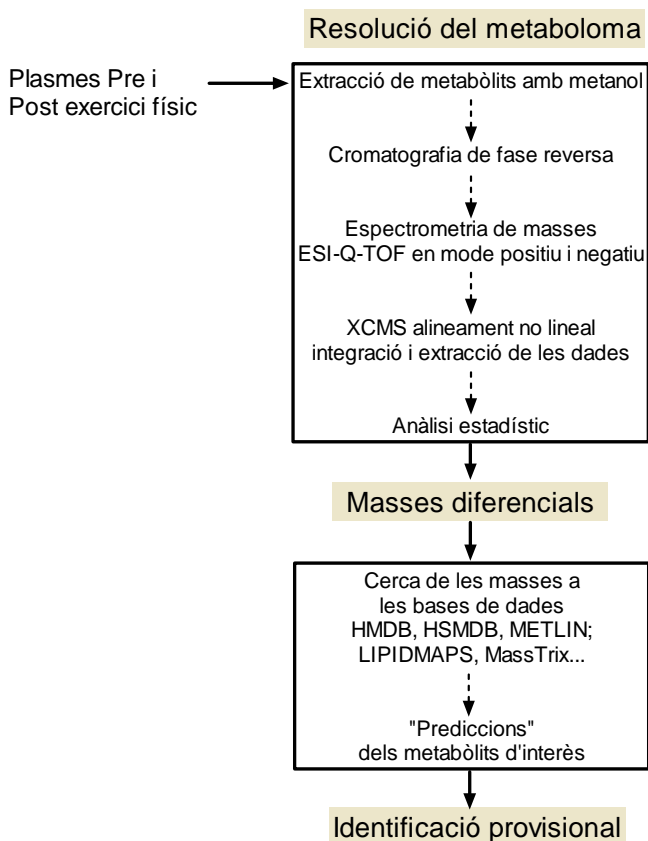 Resolució del metaboloma
Plasmes Pre i
Post exercici físic
Extracció de metabòlits amb metanol
Cromatografia de fase reversa
Espectrometria de masses
ESI-Q-TOF en mode positiu i negatiu
XCMS alineament no lineal
integració i extracció de les dades
Anàlisi estadístic
Masses diferencials
Cerca de les masses a
les bases de dades
HMDB, HSMDB, METLIN;
LIPIDMAPS, MassTrix...
"Prediccions"
dels metabòlits d'interès
Identificació provisional